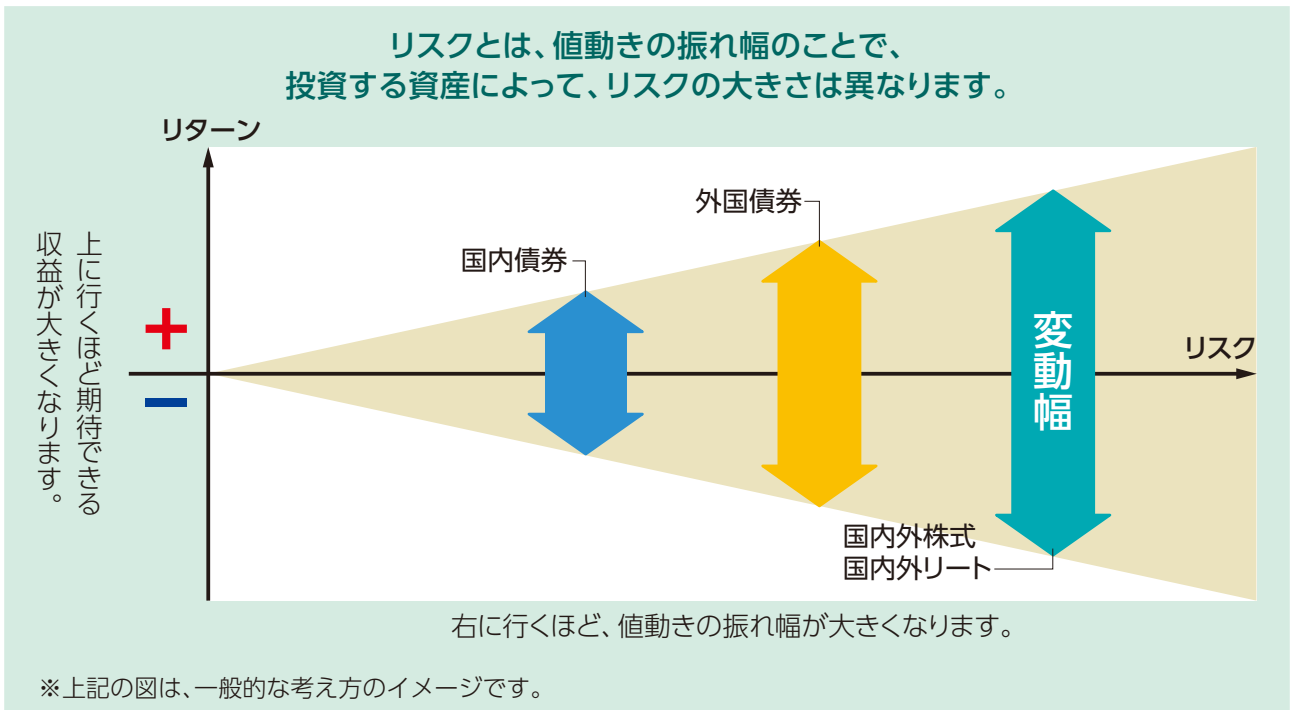 リスクとは、値動きの振れ幅のことで、
投資する資産によって、リスクの大きさは異なります。
リターン
上に行くほど期待できる
収益が大きくなります。
+
−
国内債券
外国債券
変動幅
リスク
国内外株式
国内外リート
右に行くほど、値動きの振れ幅が大きくなります。
※上記の図は、一般的な考え方のイメージです。